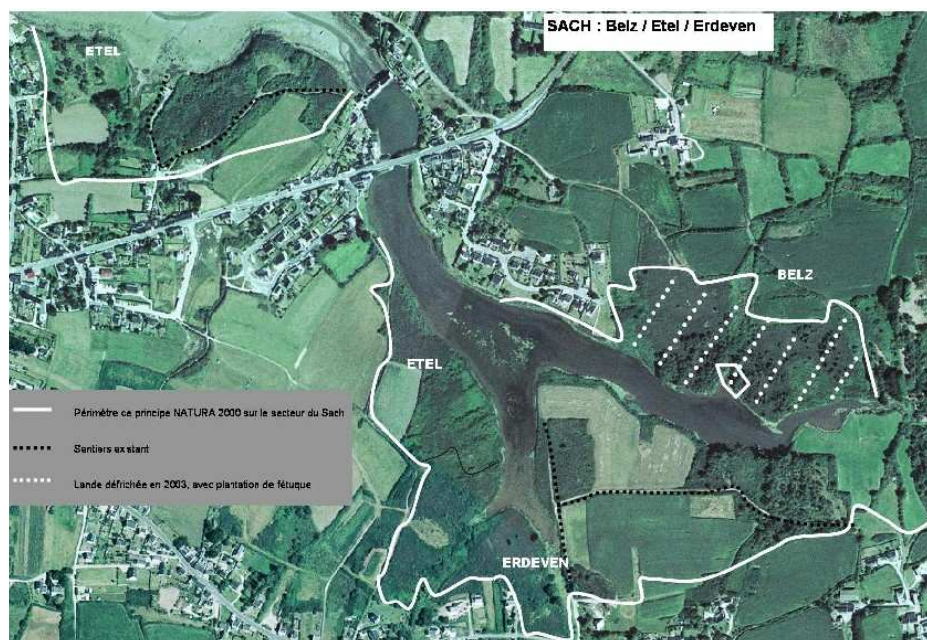 SACH : Belz / Etel / Erdeven
ETEL
BELZ
ETEL
Périmètre de principe NATURA 2000 sur le secteur du Sach
Sentiers existant
Lande défrichée en 2003, avec plantation de fétuque
ERDEVEN